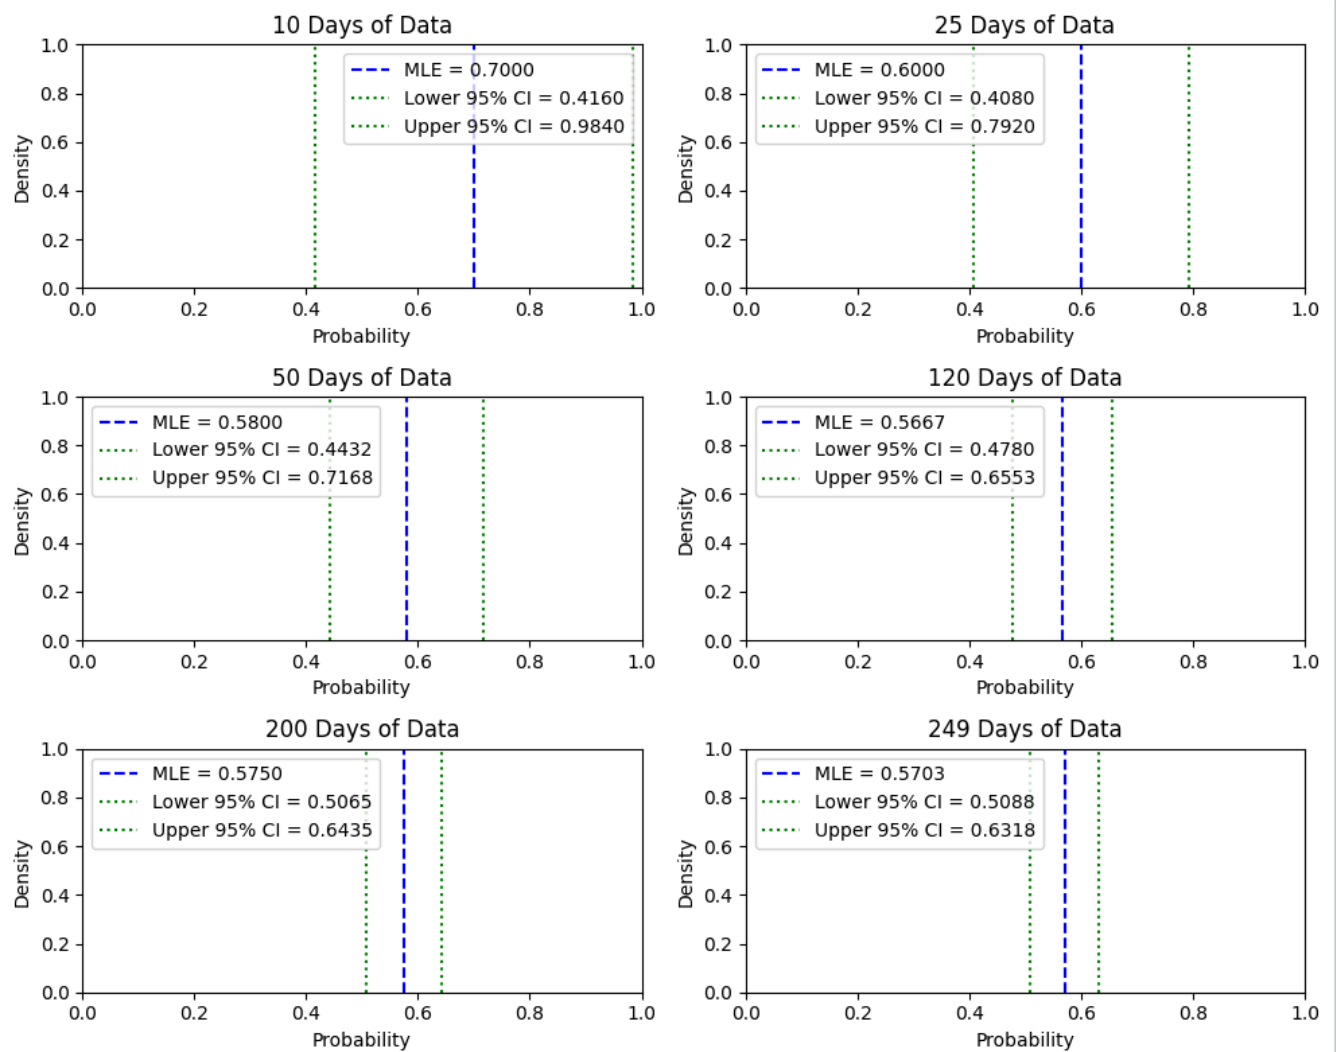 10 Days of Data
1.0
0.8
0.6
0.4
0.2
0.0
Density
MLE = 0.7000
Lower 95% CI = 0.4160
Upper 95% CI = 0.9840
0.0 0.2 0.4 0.6 0.8 1.0
Probability
25 Days of Data
1.0
0.8
0.6
0.4
0.2
0.0
Density
MLE = 0.6000
Lower 95% CI = 0.4080
Upper 95% CI = 0.7920
0.0 0.2 0.4 0.6 0.8 1.0
Probability
50 Days of Data
1.0
0.8
0.6
0.4
0.2
0.0
Density
MLE = 0.5800
Lower 95% CI = 0.4432
Upper 95% CI = 0.7168
0.0 0.2 0.4 0.6 0.8 1.0
Probability
120 Days of Data
1.0
0.8
0.6
0.4
0.2
0.0
Density
MLE = 0.5667
Lower 95% CI = 0.4780
Upper 95% CI = 0.6553
0.0 0.2 0.4 0.6 0.8 1.0
Probability
200 Days of Data
1.0
0.8
0.6
0.4
0.2
0.0
Density
MLE = 0.5750
Lower 95% CI = 0.5065
Upper 95% CI = 0.6435
0.0 0.2 0.4 0.6 0.8 1.0
Probability
249 Days of Data
1.0
0.8
0.6
0.4
0.2
0.0
Density
MLE = 0.5703
Lower 95% CI = 0.5088
Upper 95% CI = 0.6318
0.0 0.2 0.4 0.6 0.8 1.0
Probability